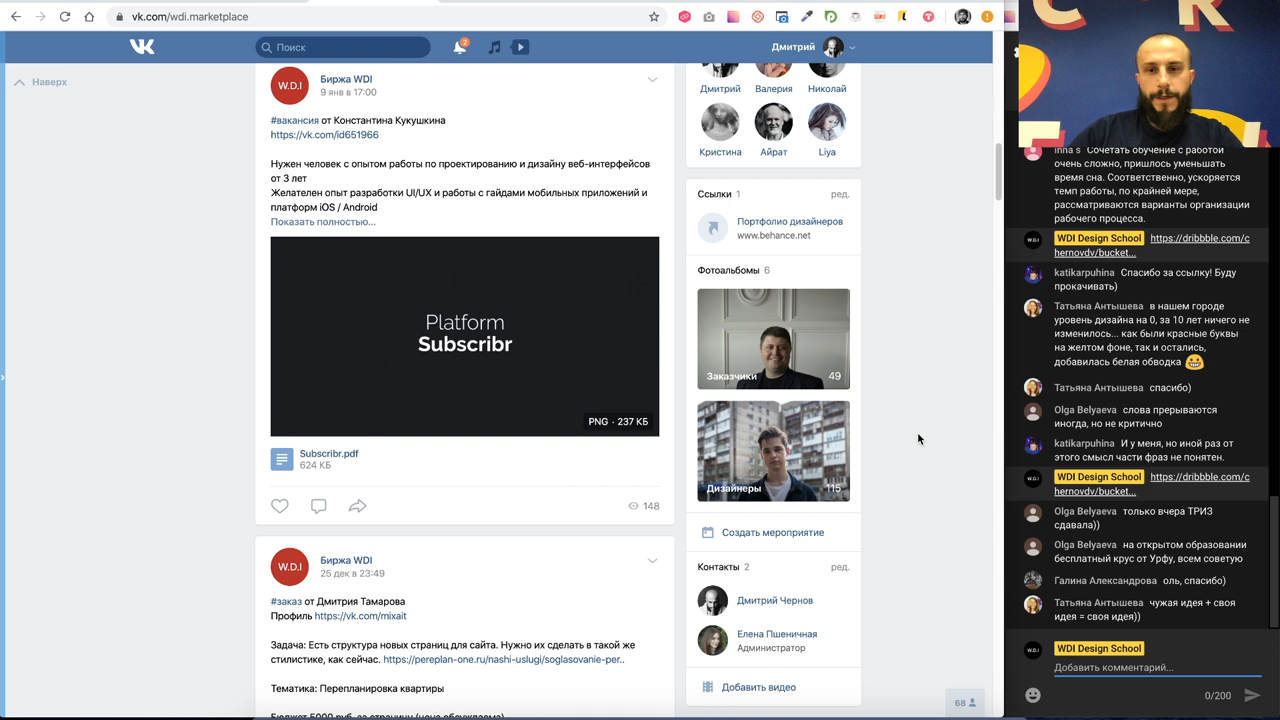 vk.com/wdi.marketplace
Поиск
2
Дмитрий
Наверх
W.D.I
Биржа WDI
9 янв в 17:00
#вакансия от Константина Кукушкина
https://vk.com/id651966
Нужен человек с опытом работы по проектированию и дизайну веб-интерфейсов
от 3 лет
Желателен опыт разработки UI/UX и работы с гайдами мобильных приложений и
платформ iOS / Android
Показать полностью...
Platform
Subscribr
PNG · 237 КБ
Subscribr.pdf
624 КБ
148
W.D.I
Биржа WDI
25 дек в 23:49
#заказ от Дмитрия Тамарова
Профиль https://vk.com/mixait
Задача: Есть структура новых страниц для сайта. Нужно их сделать в такой же
стилистике, как сейчас. https://pereplan-one.ru/nashi-uslugi/soglasovanie-per..
Тематика: Перепланировка квартиры
Бюджет 5000 руб. за страницу (цена обсуждаема)
Дмитрий
Валерия
Николай
Кристина
Айрат
Liya
Ссылки 1
ред.
Портфолио дизайнеров
www.behance.net
Фотоальбомы 6
Заказчики
49
Дизайнеры
115
Создать мероприятие
Контакты 2
ред.
Дмитрий Чернов
Елена Пшеничная
Администратор
Добавить видео
68
inna s Сочетать обучение с работой
очень сложно, пришлось уменьшать
время сна. Соответственно, ускоряется
темп работы, по крайней мере,
рассматриваются варианты организации
рабочего процесса.
W.D.I
WDI Design School https://dribbble.com/c
hernovdv/bucket...
katikarpuhina Спасибо за ссылку! Буду
прокачивать)
Татьяна Антышева в нашем городе
уровень дизайна на 0, за 10 лет ничего не
изменилось... как были красные буквы
на желтом фоне, так и остались,
добавилась белая обводка
Татьяна Антышева спасибо)
Olga Belyaeva слова прерываются
иногда, но не критично
katikarpuhina И у меня, но иной раз от
этого смысл части фраз не понятен.
W.D.I
WDI Design School https://dribbble.com/c
hernovdv/bucket...
Olga Belyaeva только вчера ТРИЗ
сдавала))
Olga Belyaeva на открытом образовании
бесплатный крус от Урфу, всем советую
Галина Александрова оль, спасибо)
Татьяна Антышева чужая идея + своя
идея = своя идея))
W.D.I
WDI Design School
Добавить комментарий...
0/200